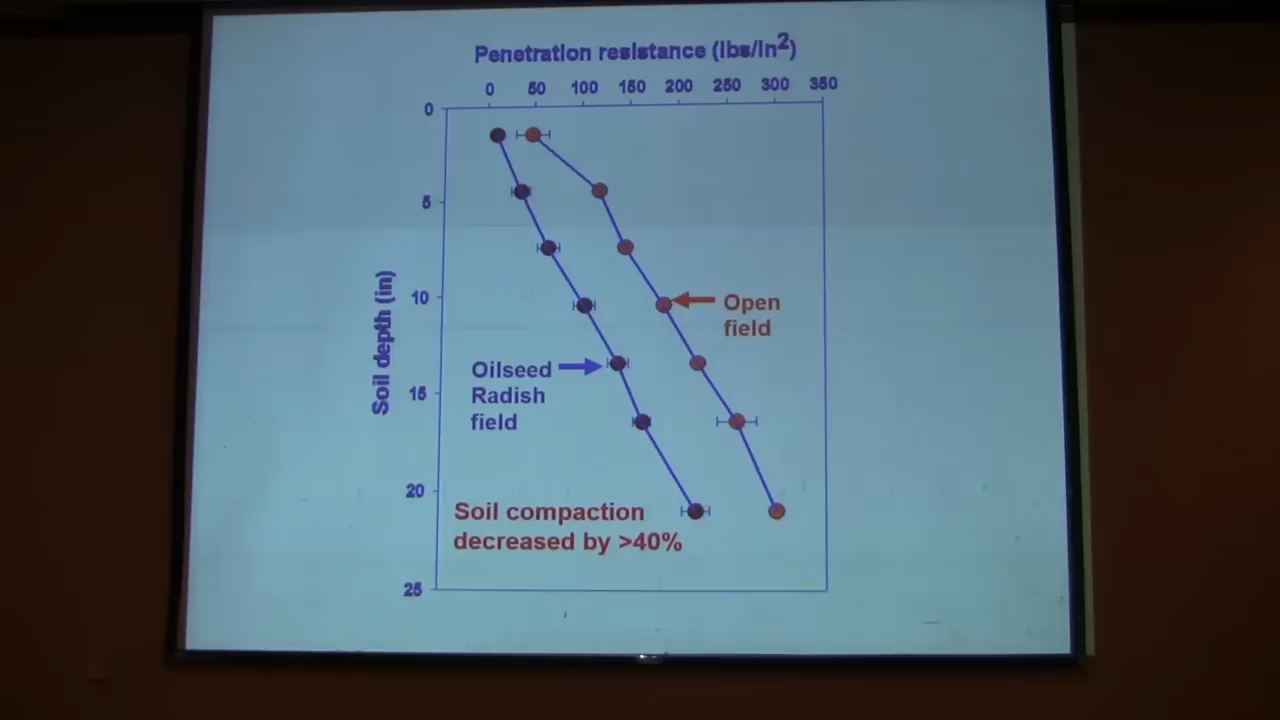 Penetration resistance (lbs/in²)
0 50 100 150 200 250 300 350
0
5
10
15
20
25
Soil depth (in)
Open
field
Oilseed
Radish
field
Soil compaction
decreased by >40%